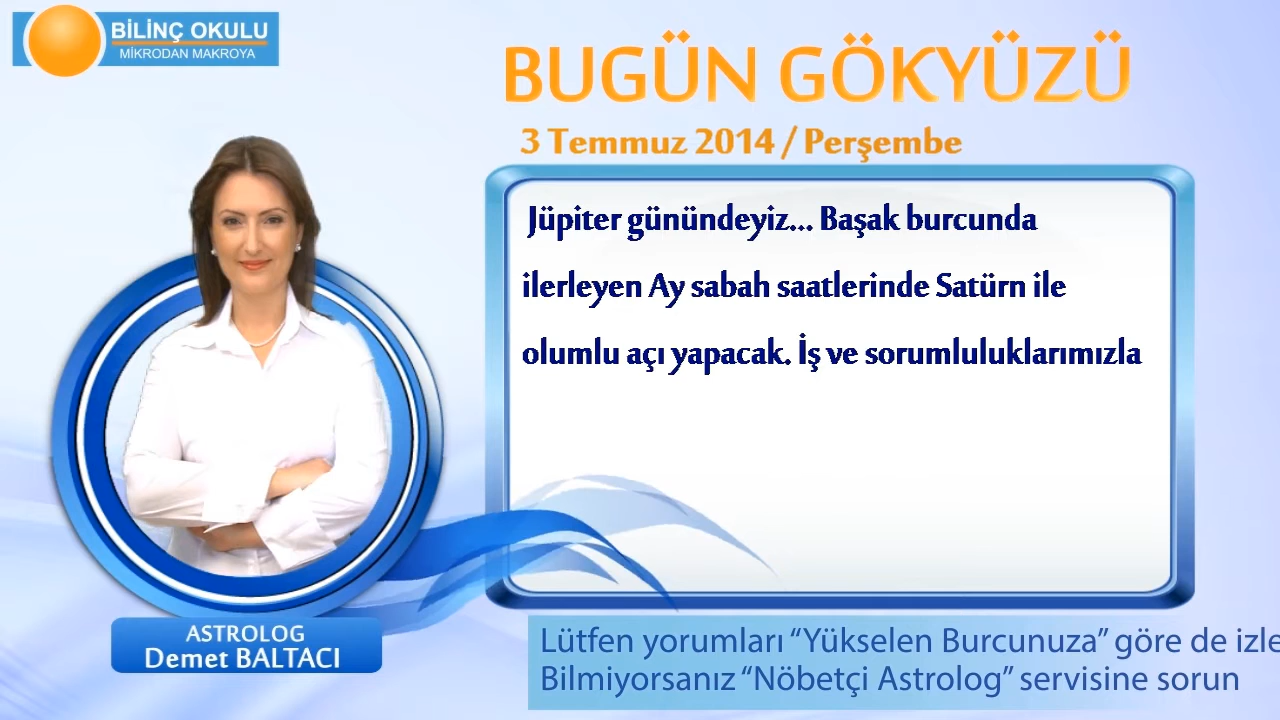 BİLİNÇ OKULU
MİKRODAN MAKROYA
BUGÜN GÖKYÜZÜ
3 Temmuz 2014 / Perşembe
Jüpiter günündeyiz... Başak burcunda
ilerleyen Ay sabah saatlerinde Satürn ile
olumlu açı yapacak. İş ve sorumluluklarımızla
ASTROLOG
Demet BALTACI
Lütfen yorumları “Yükselen Burcunuza” göre de izle
Bilmiyorsanız “Nöbetçi Astrolog” servisine sorun